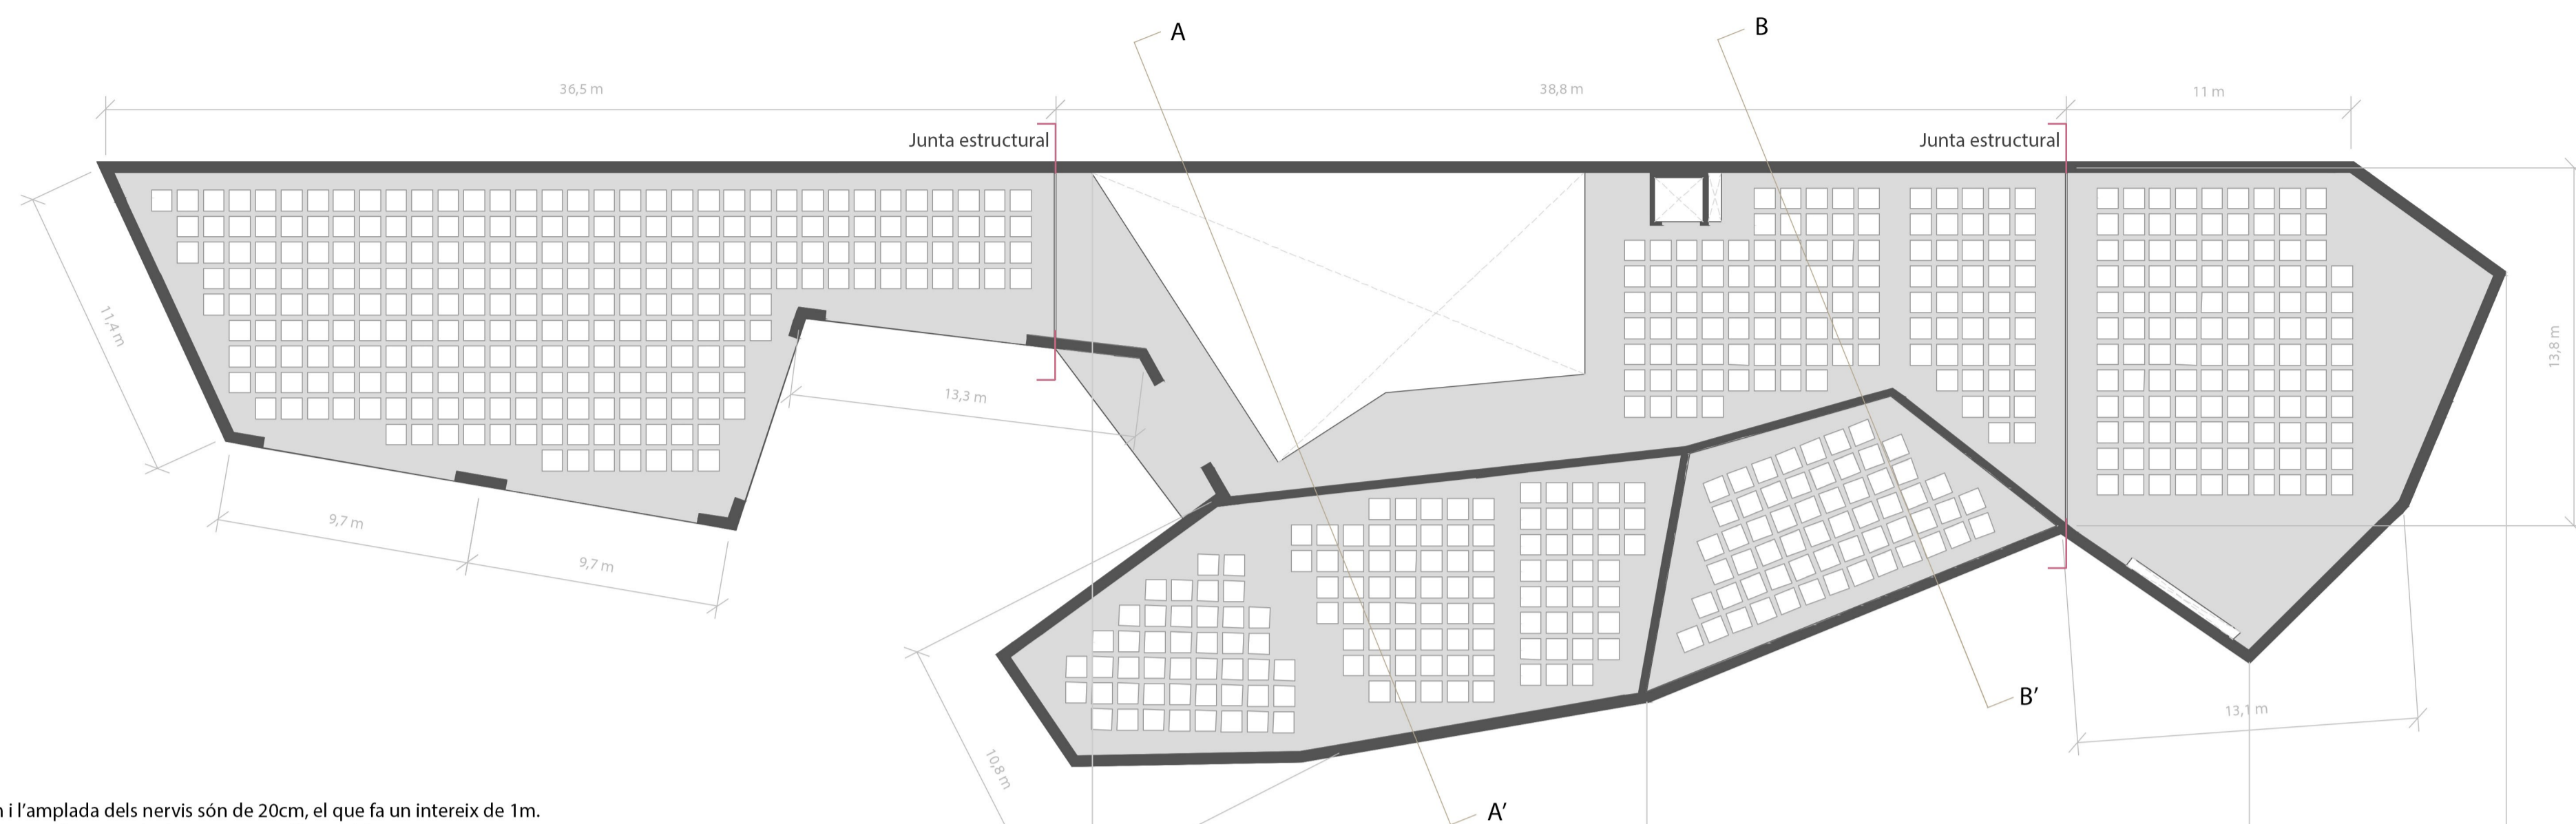 A
B
36,5 m
38,8 m
11 m
Junta estructural
Junta estructural
11,4 m
13,8 m
13,3 m
9,7 m
9,7 m
B’
13,1 m
10,8 m
i l’amplada dels nervis són de 20cm, el que fa un intereix de 1m.
A’